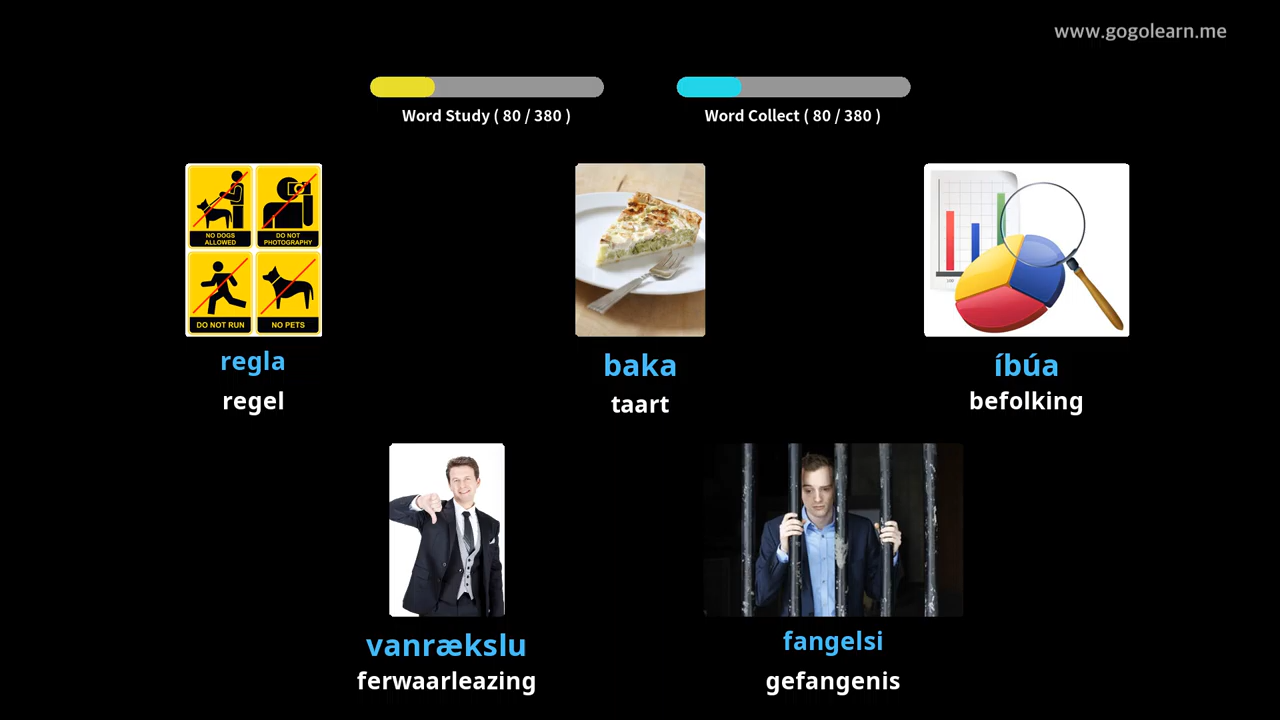 www.gogolearn.me
Word Study ( 80 / 380 )
Word Collect ( 80 / 380 )
NO DOGS
ALLOWED
DO NOT
PHOTOGRAPHY
DO NOT RUN
NO PETS
regla
regel
baka
taart
íbúa
befolking
vanrækslu
ferwaarleazing
fangelsi
gefangenis